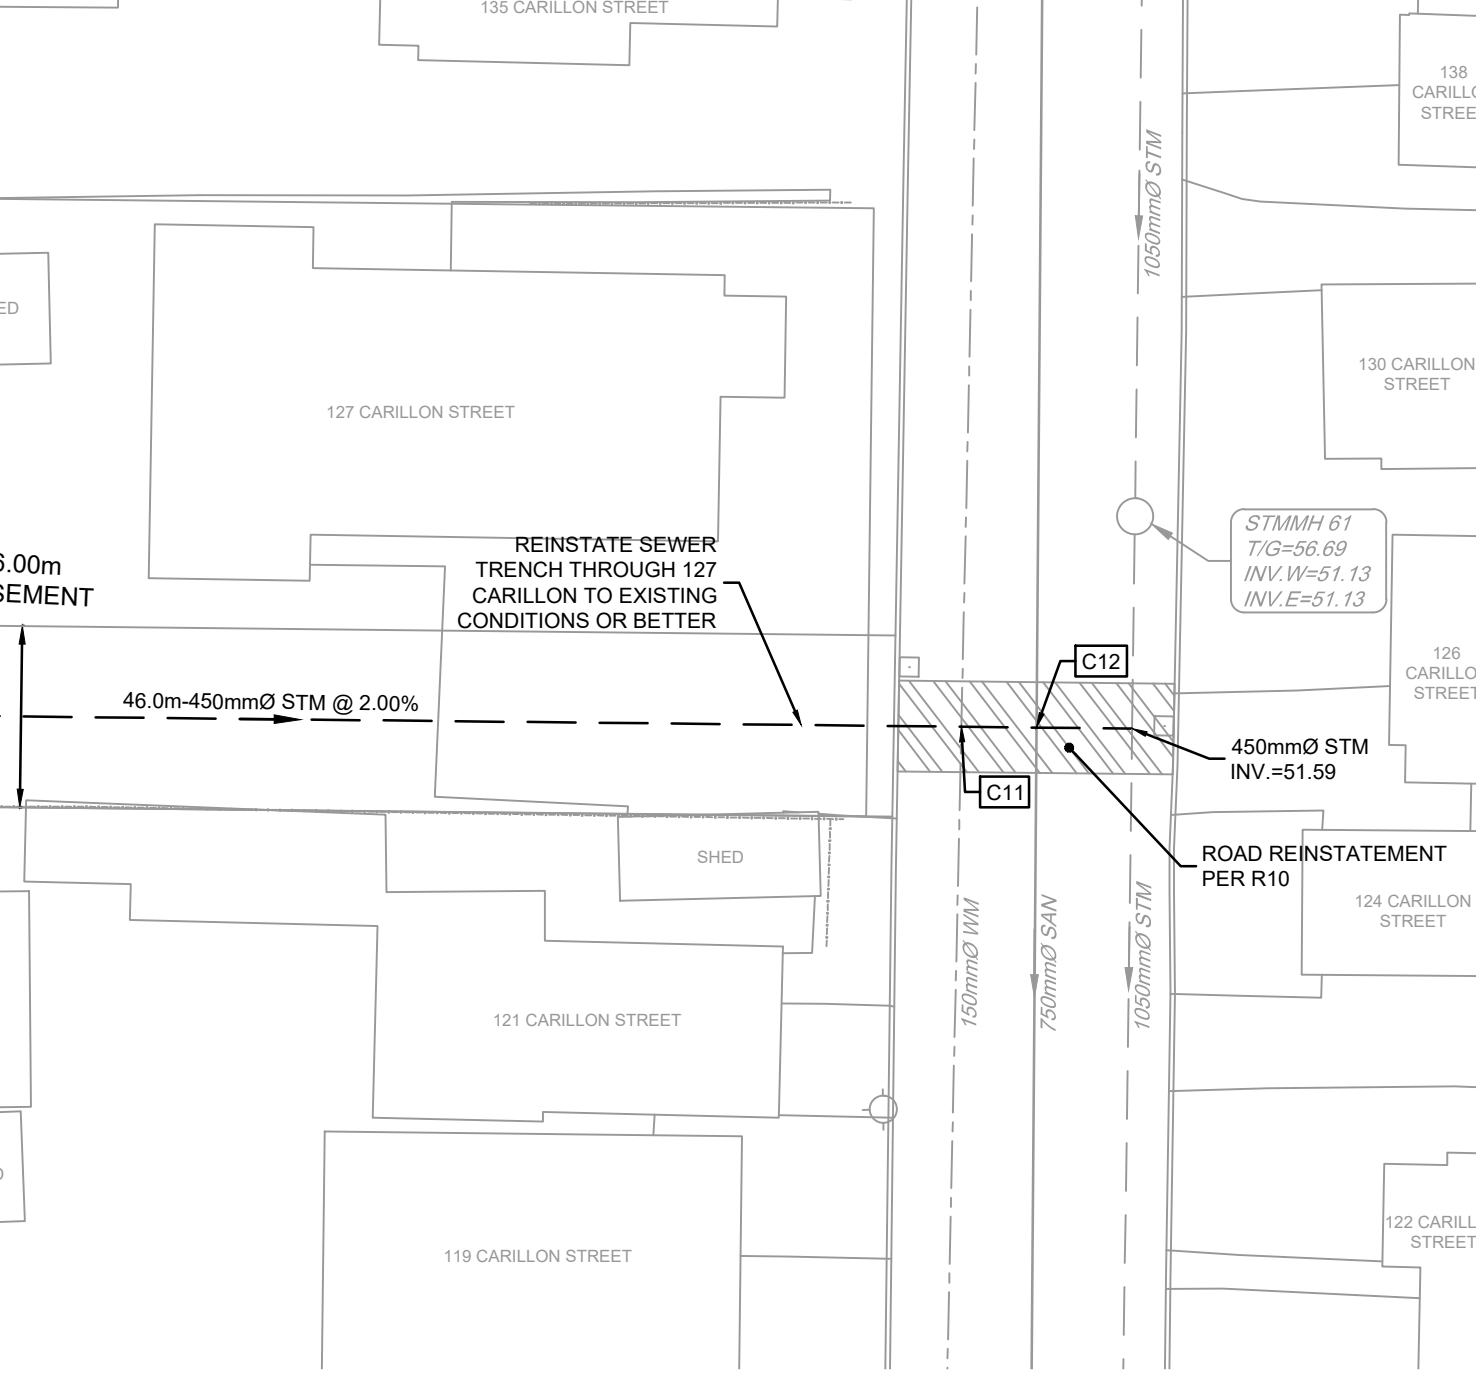 135 CARILLON STREET
138
CARILLO
STREE
1050mmØ STM
ED
127 CARILLON STREET
130 CARILLON
STREET
STMMH 61
T/G=56.69
INV.W=51.13
INV.E=51.13
6.00m
SEMENT
REINSTATE SEWER
TRENCH THROUGH 127
CARILLON TO EXISTING
CONDITIONS OR BETTER
C12
126
CARILLO
STREET
46.0m-450mmØ STM @ 2.00%
450mmØ STM
INV.=51.59
C11
SHED
ROAD REINSTATEMENT
PER R10
124 CARILLON
STREET
150mmØ WM
750mmØ SAN
1050mmØ STM
121 CARILLON STREET
119 CARILLON STREET
122 CARILL
STREET